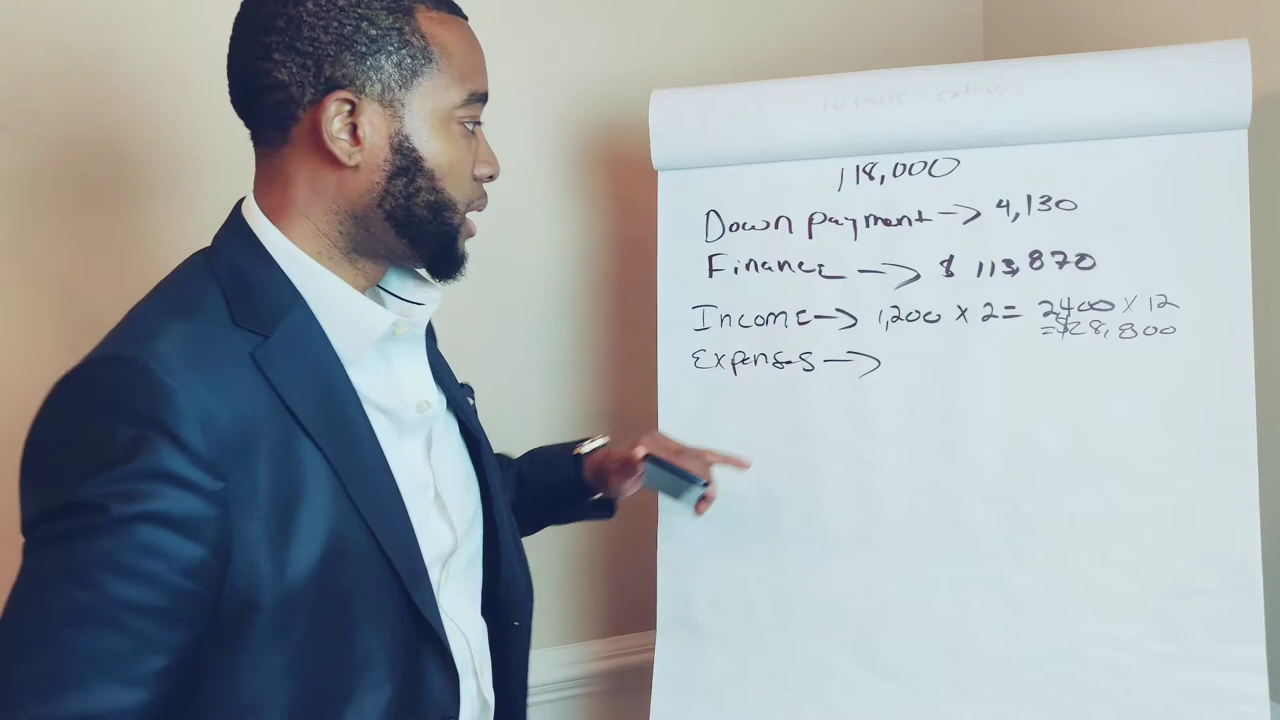 118,000
Down payment -> 4,130
Finance -> $ 113,870
Income -> 1,200 x 2 = 2400 x 12
= $28,800
Expenses ->